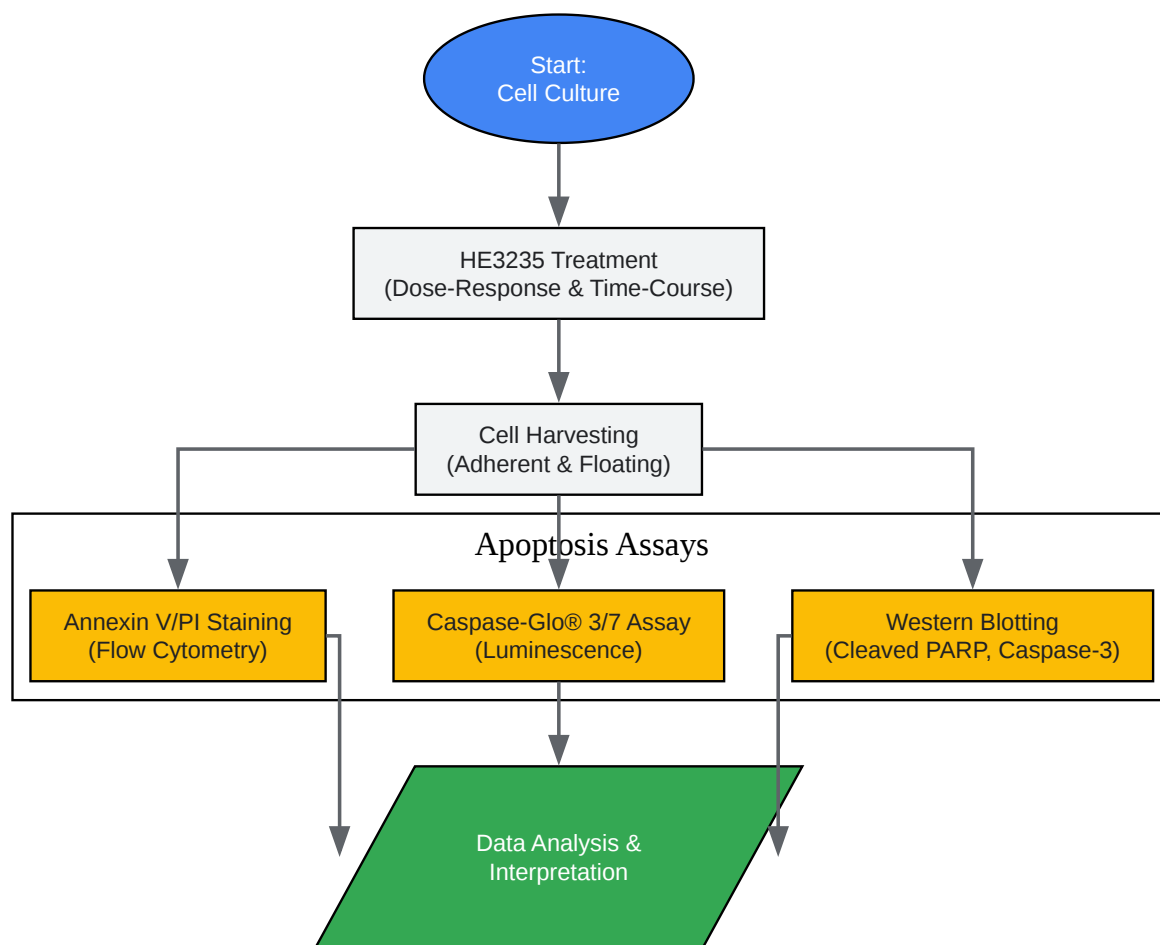 Start:
Cell Culture
HE3235 Treatment
(Dose-Response & Time-Course)
Cell Harvesting
(Adherent & Floating)
Apoptosis Assays
Annexin V/PI Staining
(Flow Cytometry)
Caspase-Glo® 3/7 Assay
(Luminescence)
Western Blotting
(Cleaved PARP, Caspase-3)
Data Analysis &
Interpretation